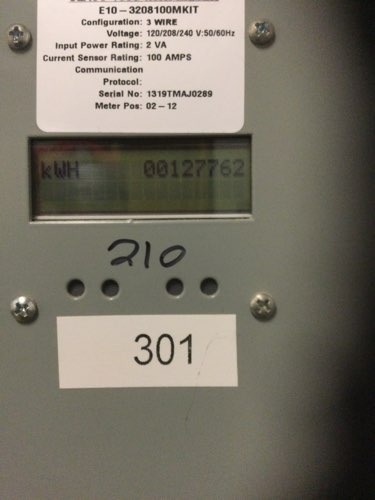 E10-3208100MKIT
Configuration: 3 WIRE
Voltage: 120/208/240 V:50/60Hz
Input Power Rating: 2 VA
Current Sensor Rating: 100 AMPS
Communication
Protocol:
Serial No: 1319TMAJ0289
Meter Pos: 02-12
kWH 00127762
210
301